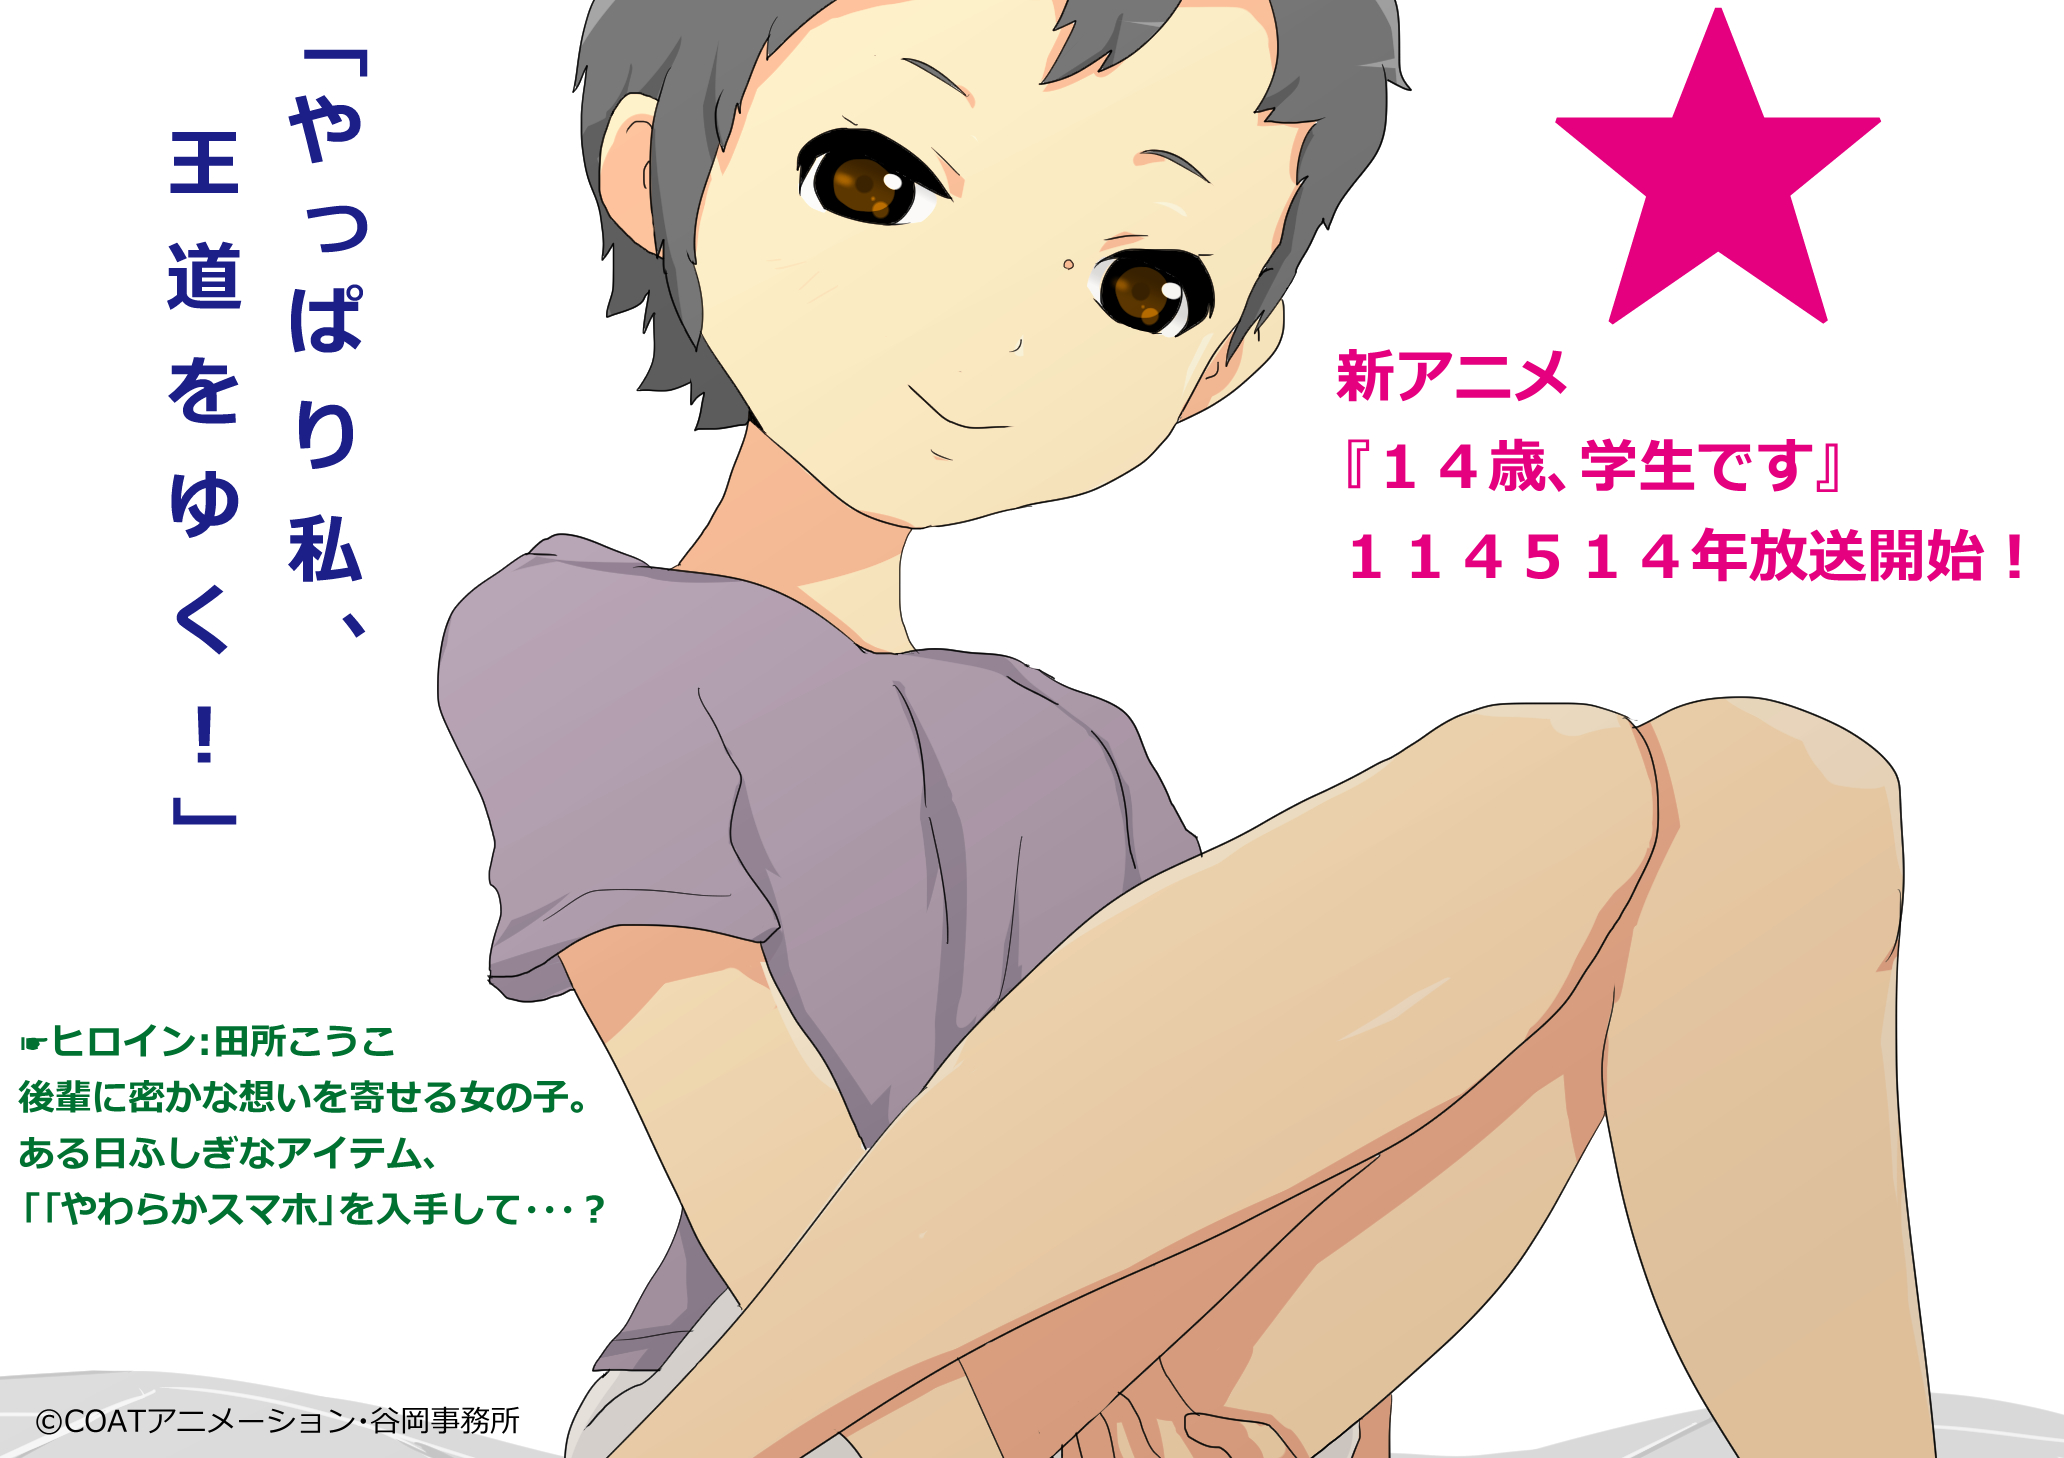 「やっぱり私、
王道をゆく！」
新アニメ
『１４歳、学生です』
１１４５１４年放送開始！
☛ヒロイン:田所こうこ
後輩に密かな想いを寄せる女の子。
ある日ふしぎなアイテム、
「「やわらかスマホ」を入手して･･･？
©COATアニメーション・谷岡事務所